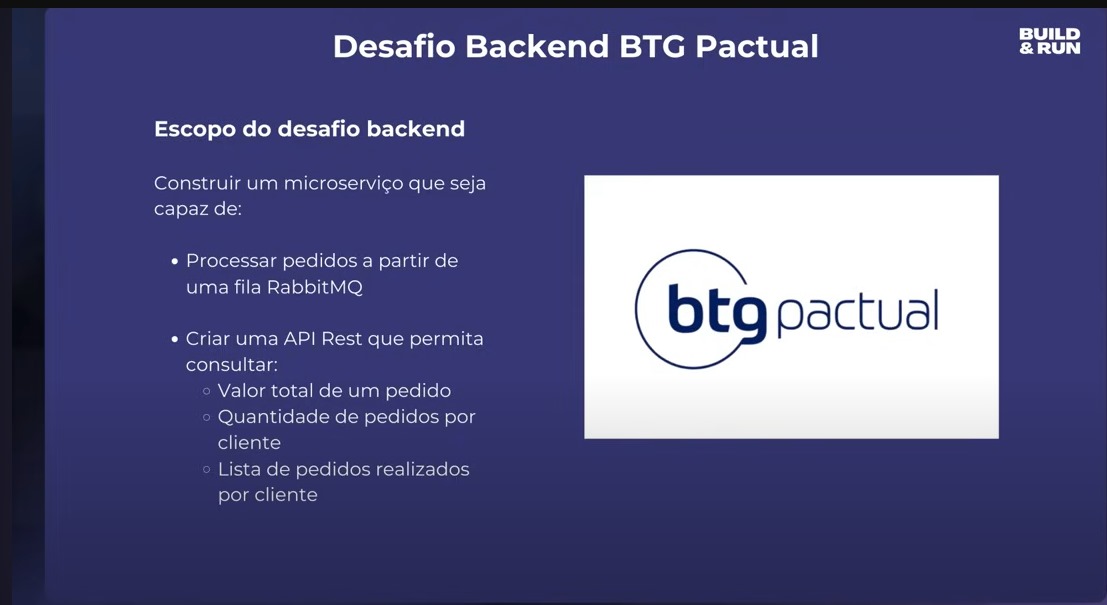 Desafio Backend BTG Pactual
BUILD
& RUN
Escopo do desafio backend
Construir um microserviço que seja
capaz de:
• Processar pedidos a partir de
uma fila RabbitMQ
• Criar uma API Rest que permita
consultar:
○ Valor total de um pedido
○ Quantidade de pedidos por
cliente
○ Lista de pedidos realizados
por cliente
btg pactual